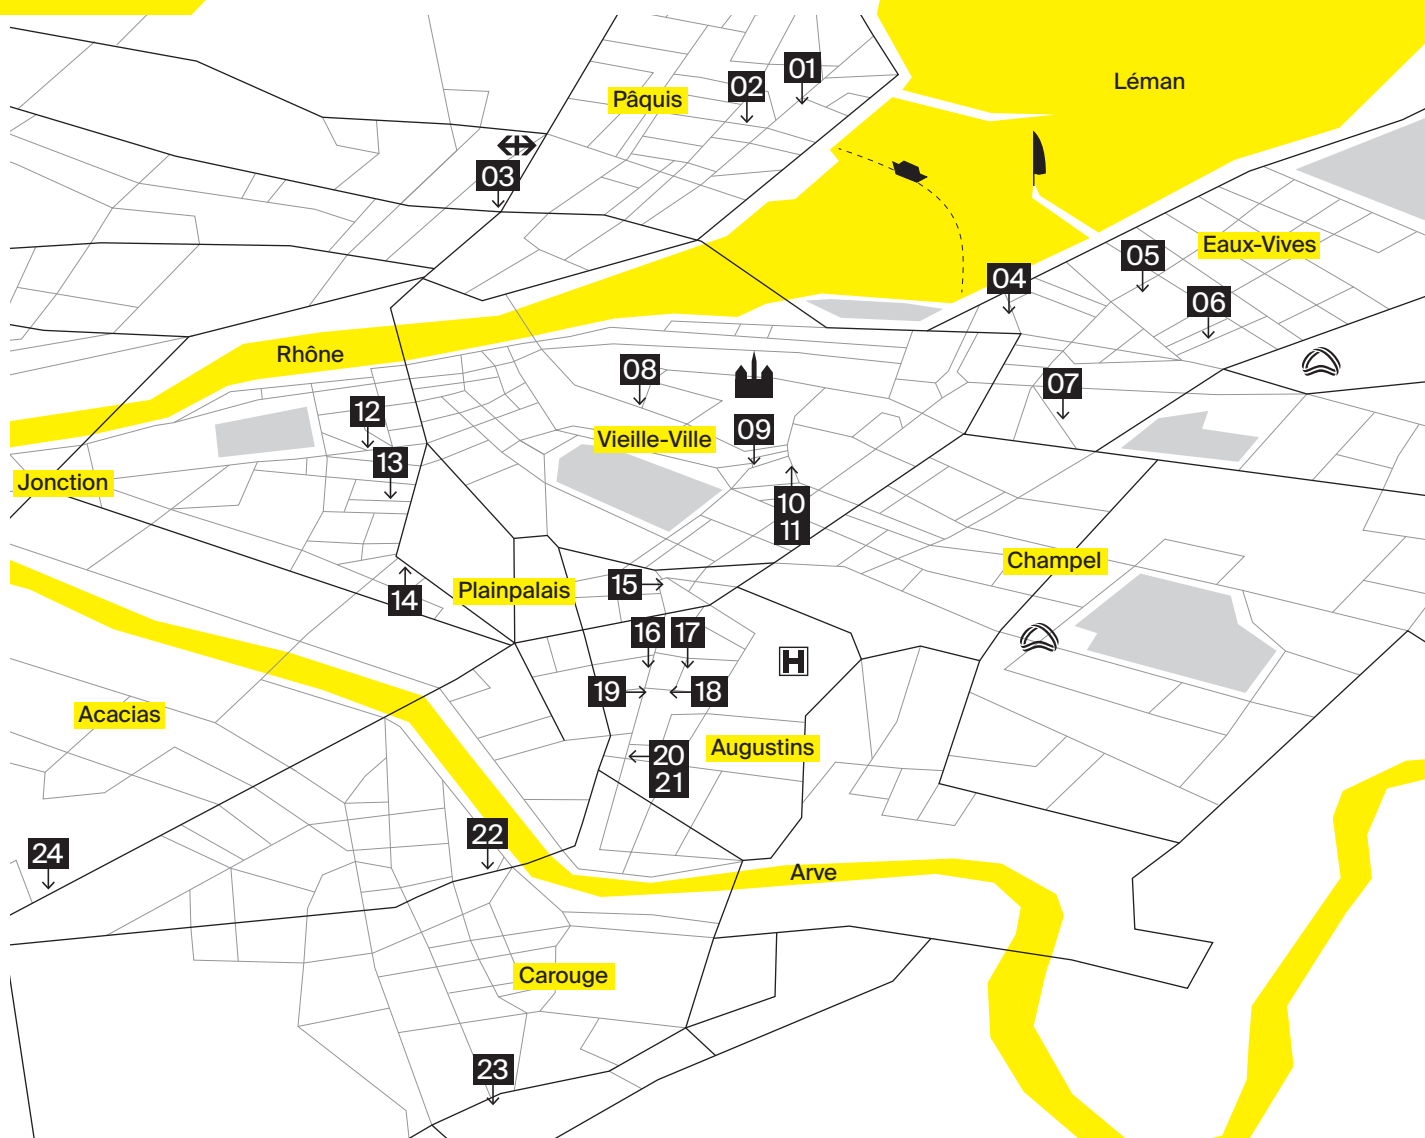 Léman
01
02
Pâquis
03
Eaux-Vives
05
04
06
Rhône
08
07
12
09
Vieille-Ville
13
Jonction
10
11
Champel
15
Plainpalais
14
16
17
H
19
18
Acacias
Augustins
20
21
22
24
Arve
Carouge
23